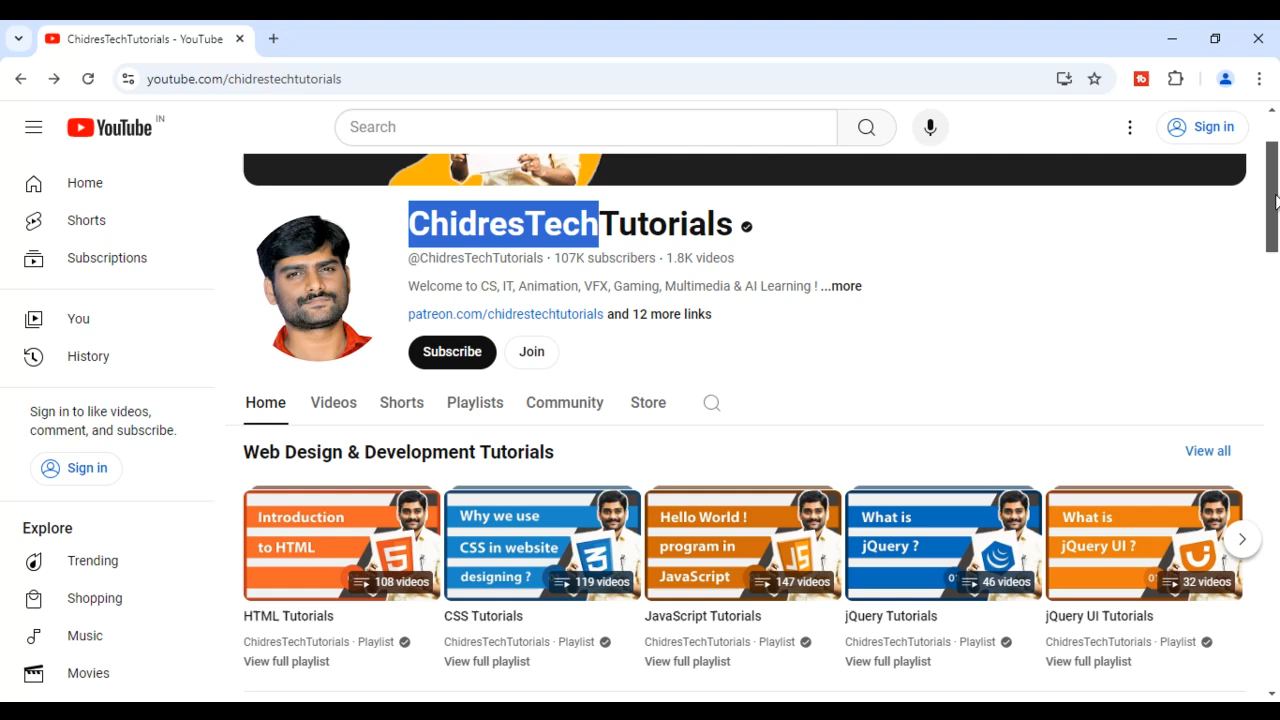 ChidresTechTutorials - YouTube
youtube.com/chidrestechtutorials
YouTube IN
Search
Sign in
Home
Shorts
Subscriptions
You
History
Sign in to like videos,
comment, and subscribe.
Sign in
Explore
Trending
Shopping
Music
Movies
ChidresTechTutorials
@ChidresTechTutorials · 107K subscribers · 1.8K videos
Welcome to CS, IT, Animation, VFX, Gaming, Multimedia & AI Learning ! ...more
patreon.com/chidrestechtutorials and 12 more links
Subscribe Join
Home Videos Shorts Playlists Community Store
Web Design & Development Tutorials View all
Introduction
to HTML
108 videos
HTML Tutorials
ChidresTechTutorials · Playlist
View full playlist
Why we use
CSS in website
designing ?
119 videos
CSS Tutorials
ChidresTechTutorials · Playlist
View full playlist
Hello World !
program in
JavaScript
147 videos
JavaScript Tutorials
ChidresTechTutorials · Playlist
View full playlist
What is
jQuery ?
46 videos
jQuery Tutorials
ChidresTechTutorials · Playlist
View full playlist
What is
jQuery UI ?
32 videos
jQuery UI Tutorials
ChidresTechTutorials · Playlist
View full playlist